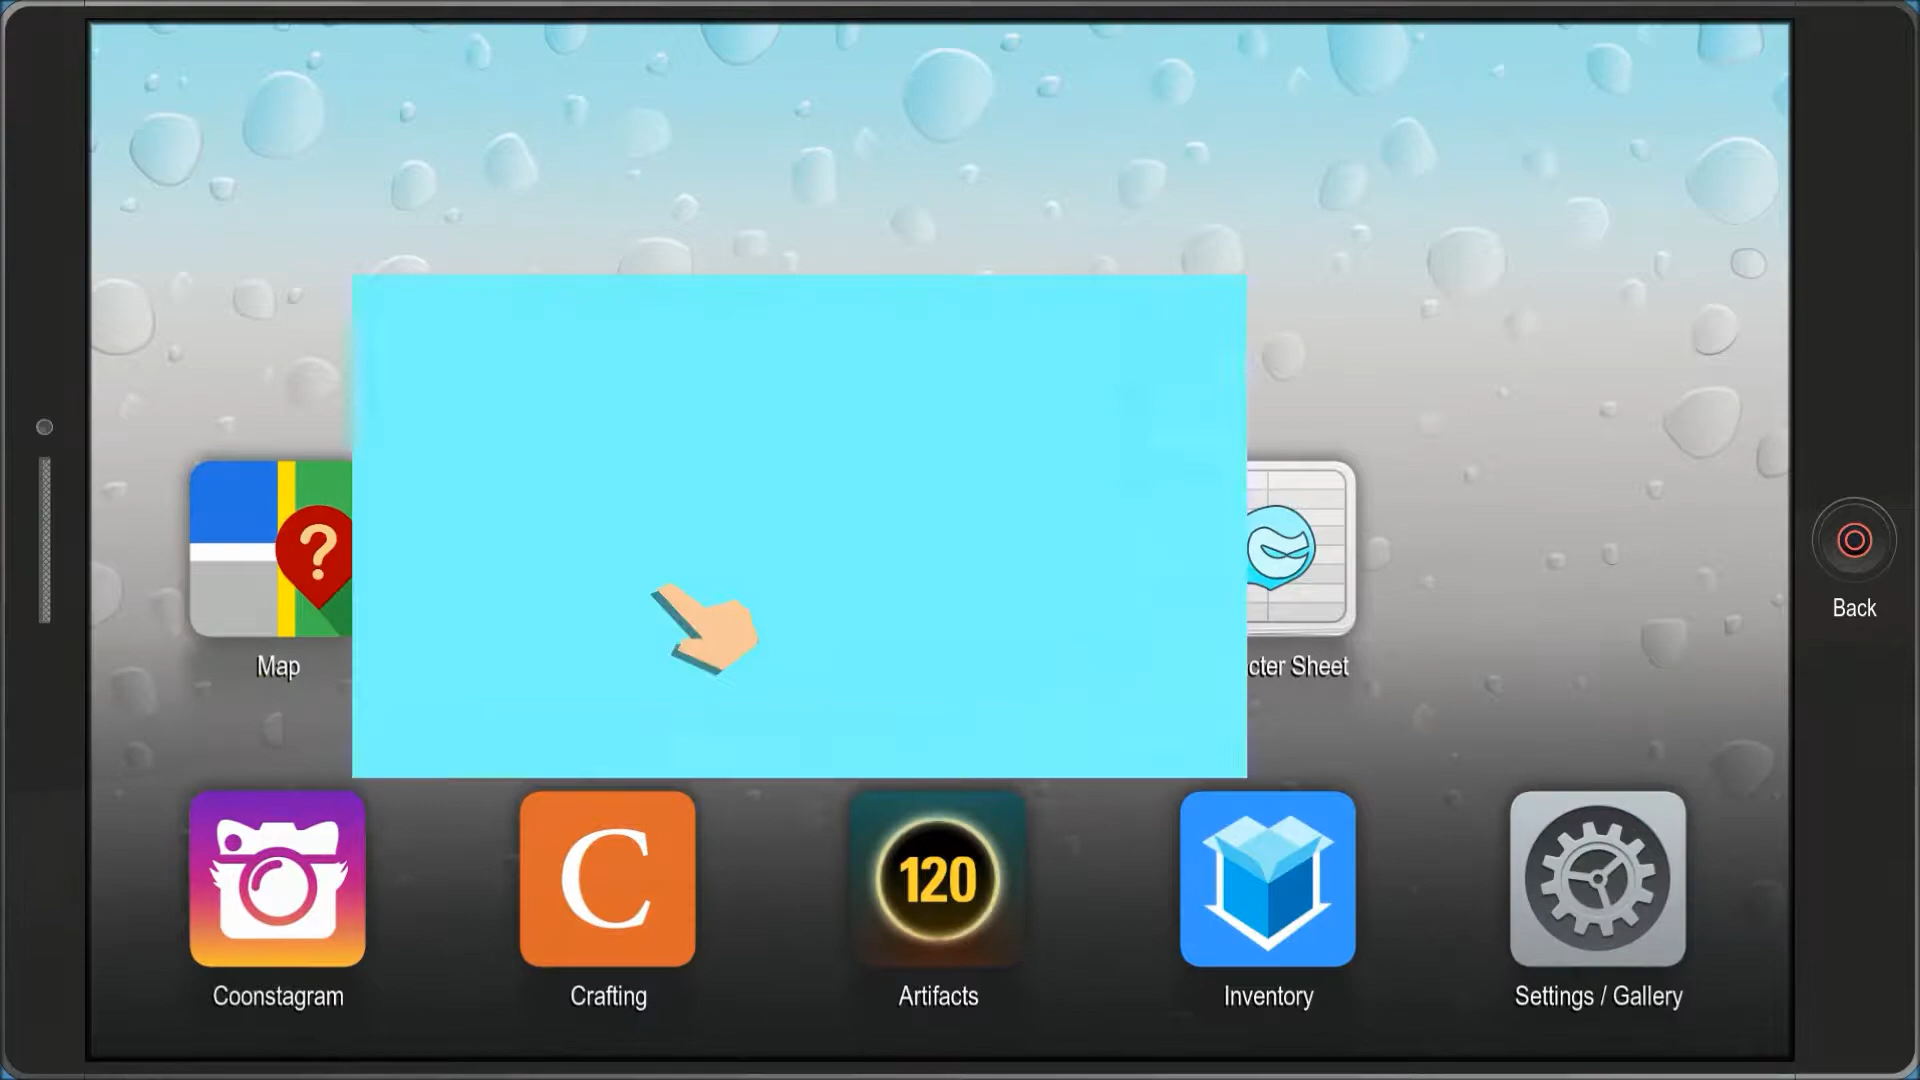 ?
Map
cter Sheet
Back
C
120
Coonstagram
Crafting
Artifacts
Inventory
Settings / Gallery